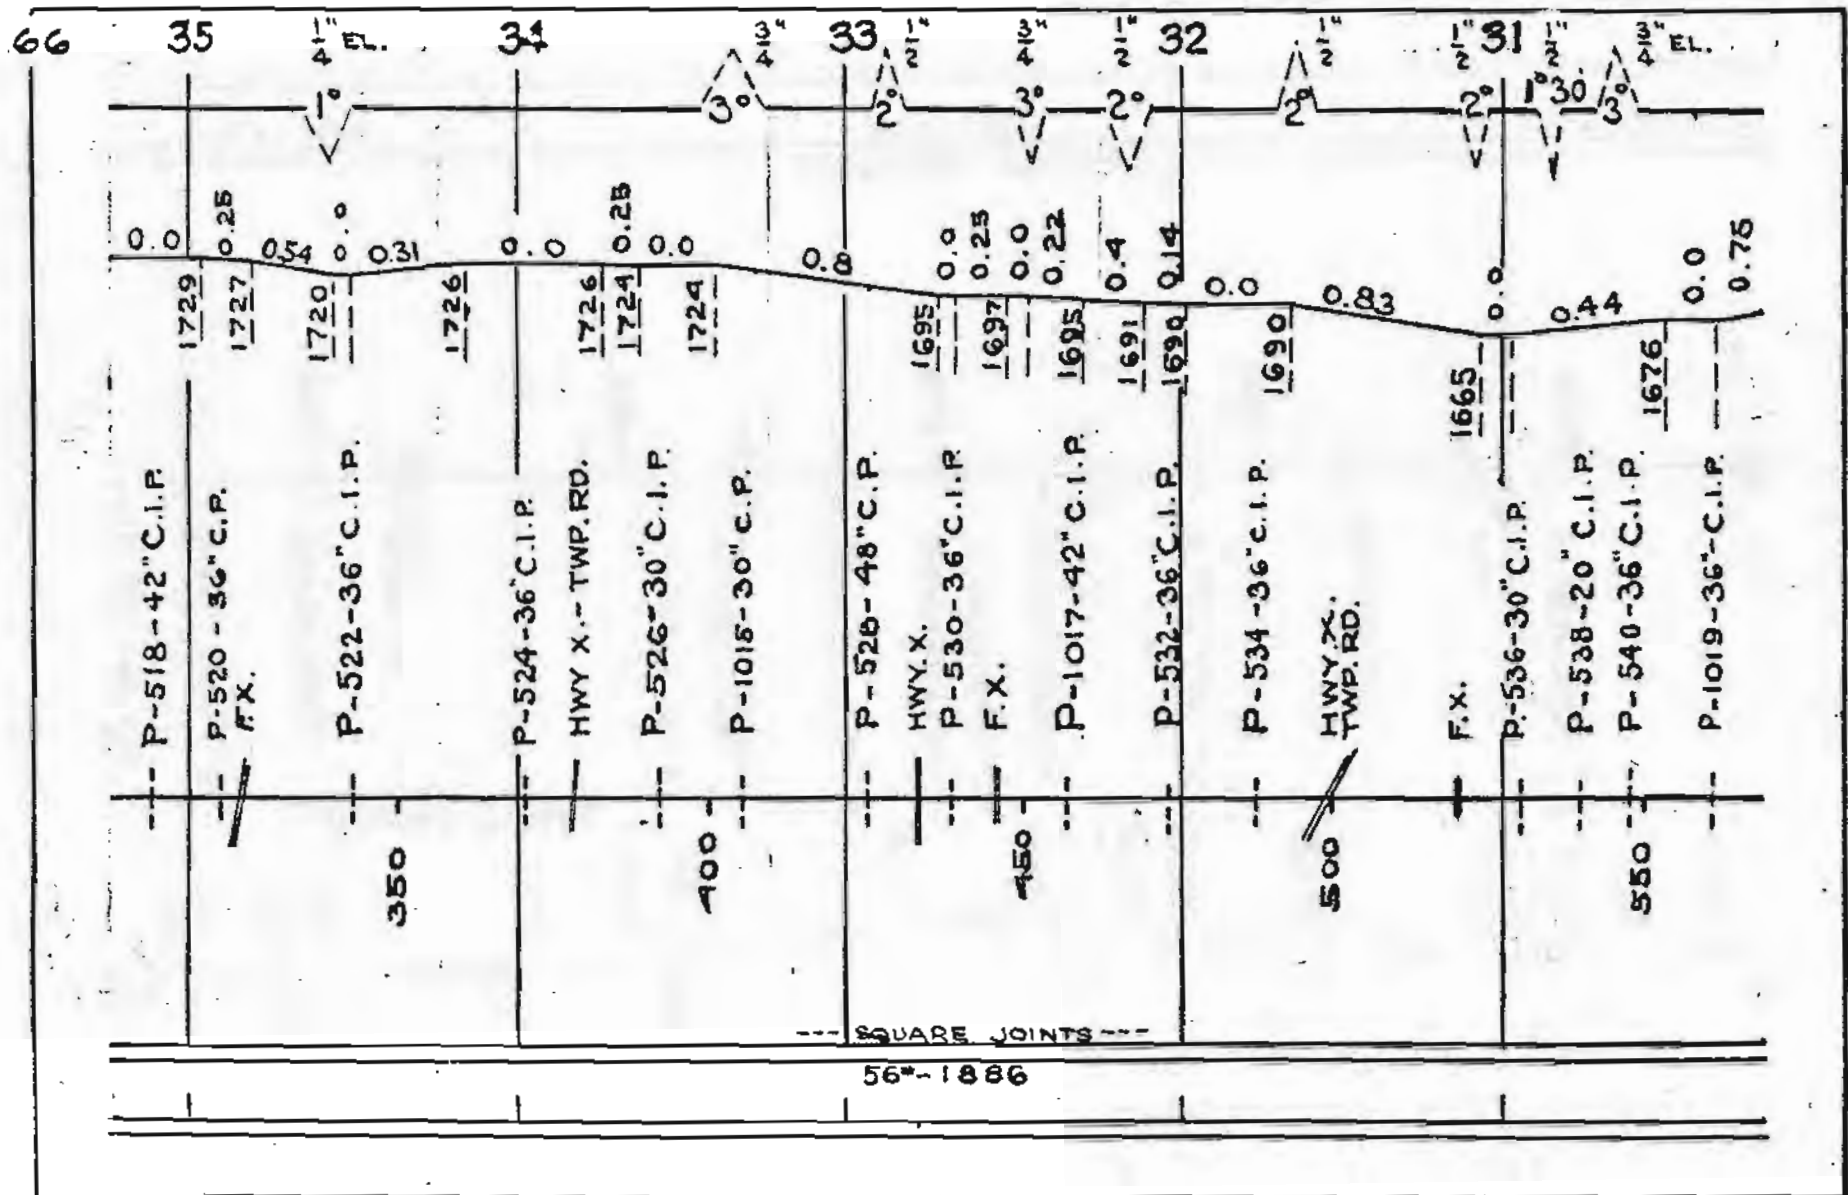 66 35 1/4" EL. 34 3/4" 33 1/2" 3/4" 1/2" 32 1/2" 1/2" 31 1/2" 3/4" EL.
1° 3° 2° 3° 2° 2° 2° 1° 30' 3°
0.0 0.25 0.54 0.0 0.31 0.0 0.25 0.0 0.8 0.0 0.25 0.0 0.22 0.4 0.14 0.0 0.83 0.0 0.44 0.0 0.75
1729 1727 1720 1726 1726 1724 1724 1695 1697 1695 1691 1690 1690 1665 1676
P-518-42"C.I.P.
P-520-36"C.P.
F.X.
P-522-36"C.I.P.
P-524-36"C.I.P.
HWY X.-TWP.RD.
P-526-30"C.I.P.
P-1015-30"C.P.
P-528-48"C.P.
HWY.X.
P-530-36"C.I.P.
F.X.
P-1017-42"C.I.P.
P-532-36"C.I.P.
P-534-36"C.I.P.
HWY.X.
TWP.RD.
F.X.
P-536-30"C.I.P.
P-538-20"C.I.P.
P-540-36"C.I.P.
P-1019-36"-C.I.P.
350 400 450 500 550
--- SQUARE JOINTS ---
56#-1886